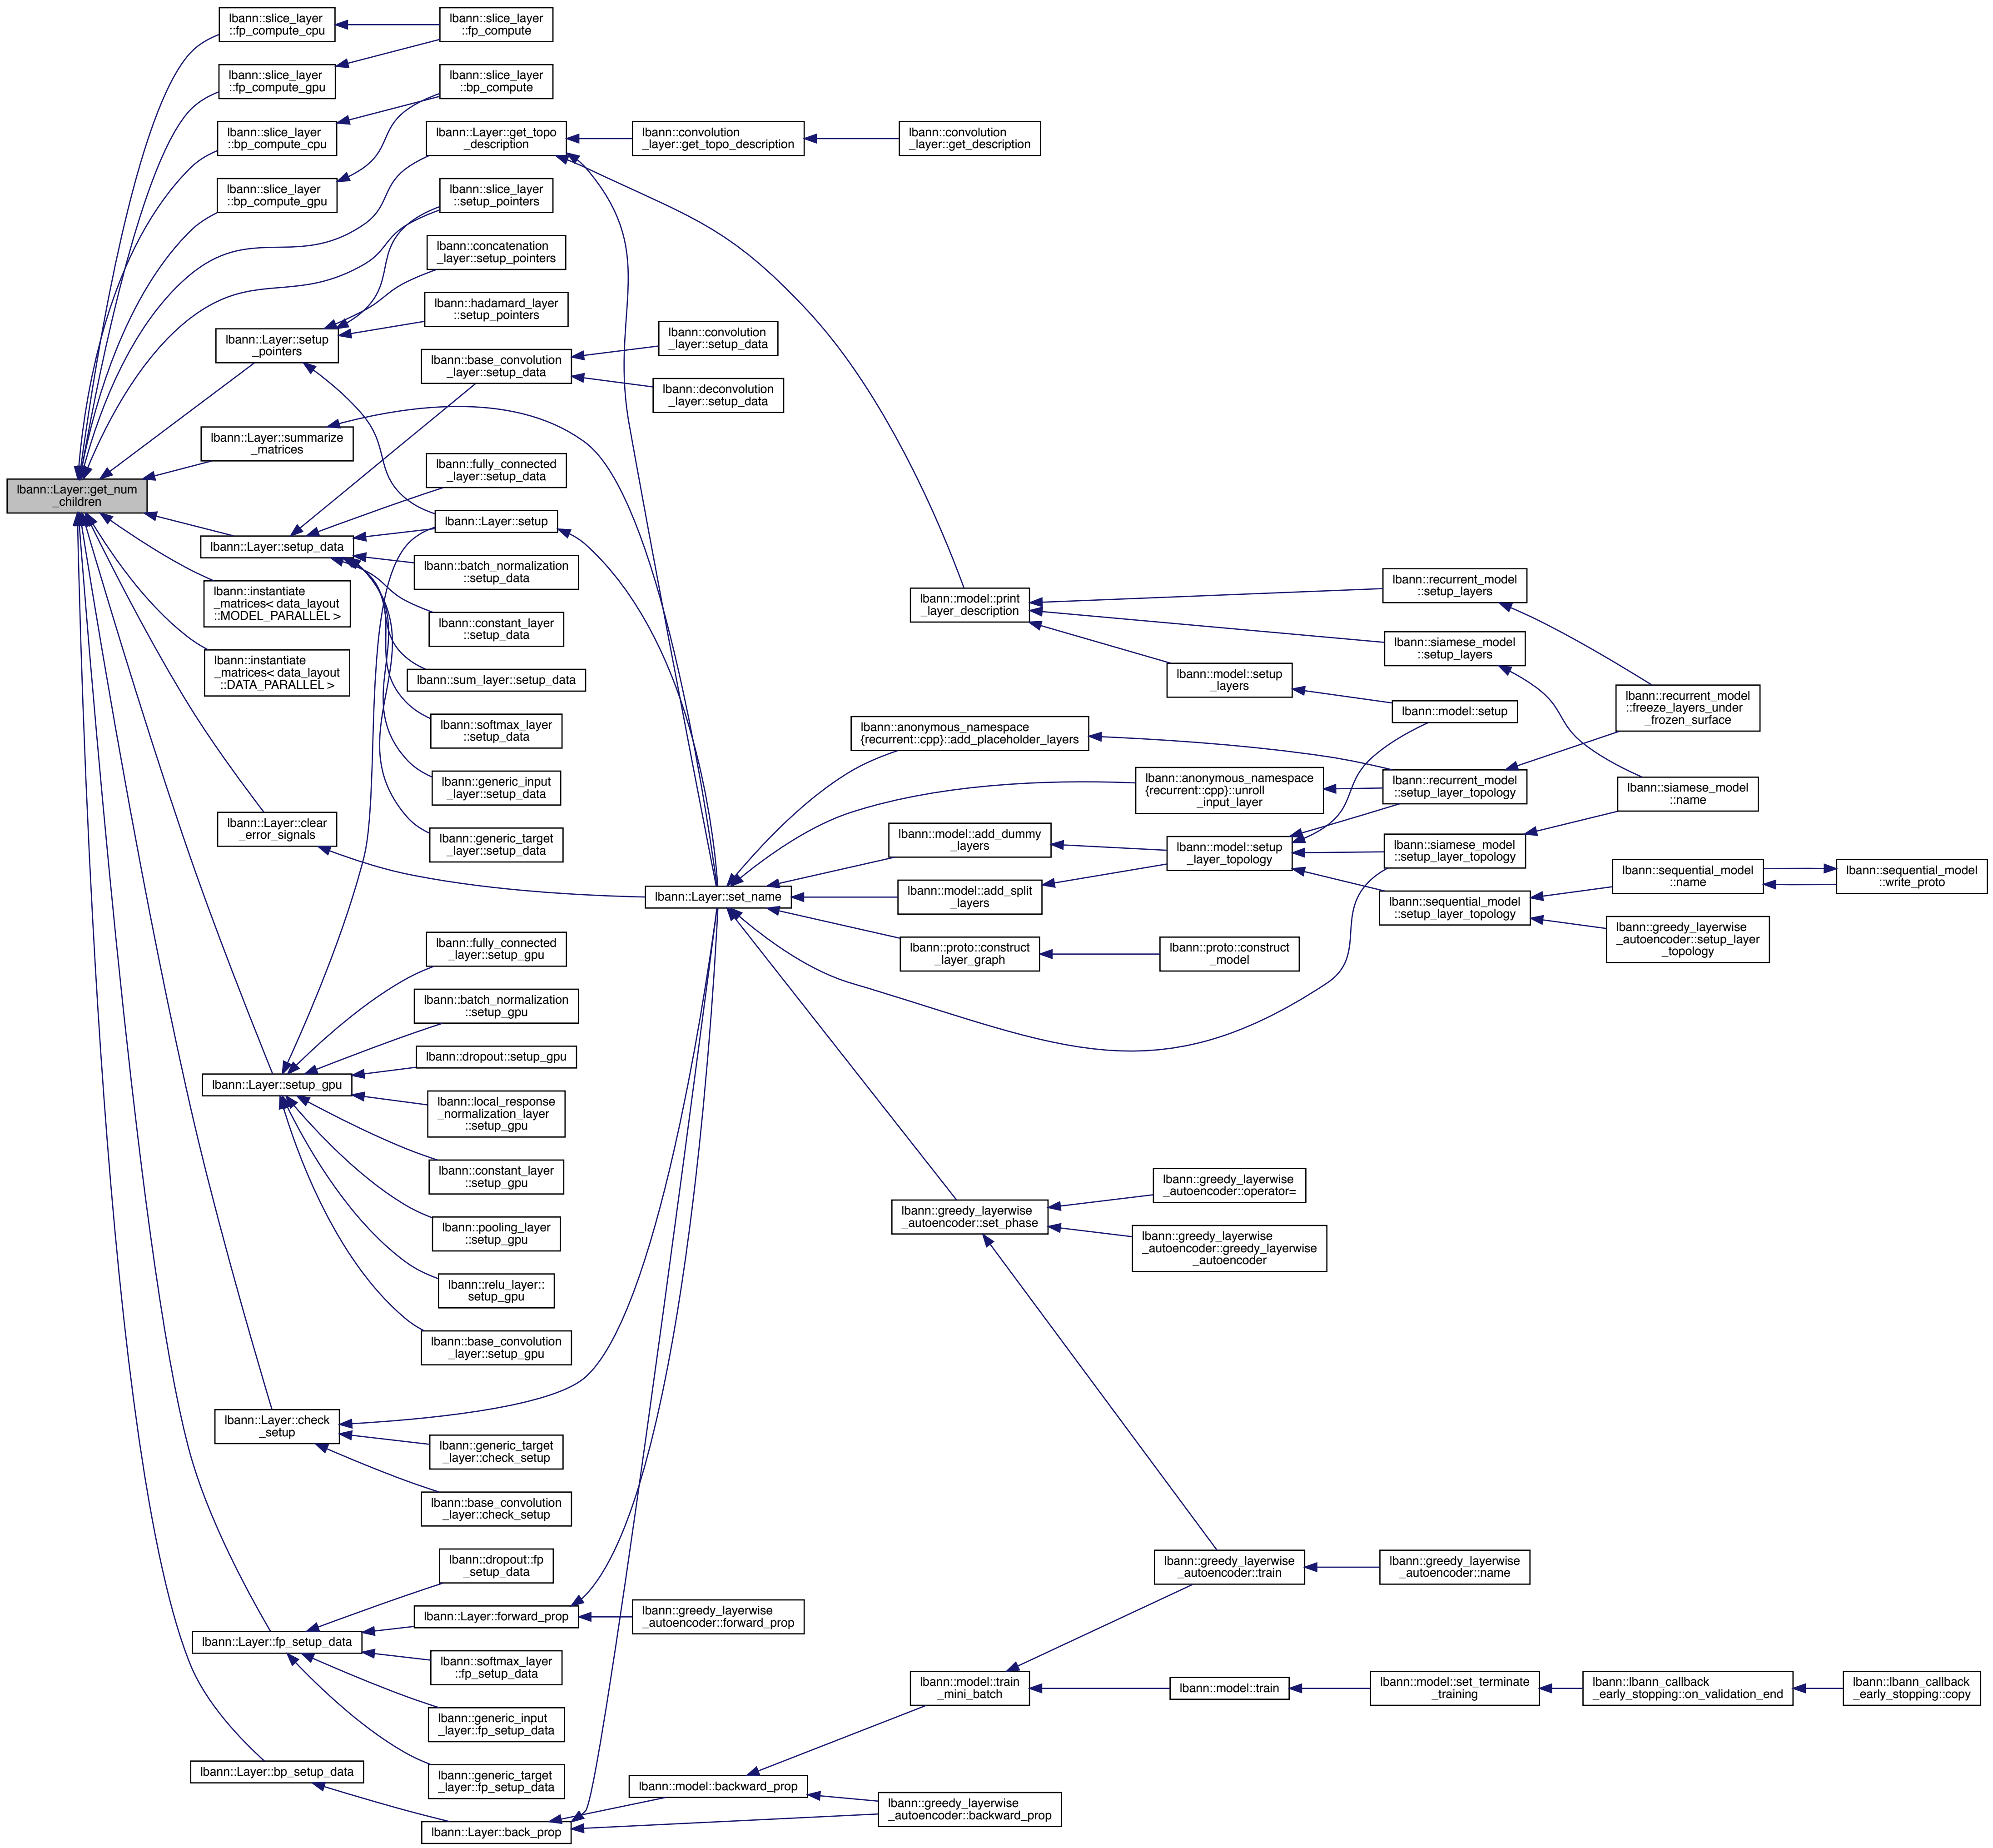 lbann::slice_layer
::fp_compute_cpu
lbann::slice_layer
::fp_compute
lbann::slice_layer
::fp_compute_gpu
lbann::slice_layer
::bp_compute
lbann::slice_layer
::bp_compute_cpu
lbann::Layer::get_topo
_description
lbann::convolution
_layer::get_topo_description
lbann::convolution
_layer::get_description
lbann::slice_layer
::bp_compute_gpu
lbann::slice_layer
::setup_pointers
lbann::concatenation
_layer::setup_pointers
lbann::hadamard_layer
::setup_pointers
lbann::Layer::setup
_pointers
lbann::convolution
_layer::setup_data
lbann::base_convolution
_layer::setup_data
lbann::deconvolution
_layer::setup_data
lbann::Layer::summarize
_matrices
lbann::fully_connected
_layer::setup_data
lbann::Layer::get_num
_children
lbann::Layer::setup
lbann::Layer::setup_data
lbann::batch_normalization
::setup_data
lbann::instantiate
_matrices< data_layout
::MODEL_PARALLEL >
lbann::constant_layer
::setup_data
lbann::model::print
_layer_description
lbann::recurrent_model
::setup_layers
lbann::siamese_model
::setup_layers
lbann::instantiate
_matrices< data_layout
::DATA_PARALLEL >
lbann::sum_layer::setup_data
lbann::model::setup
_layers
lbann::model::setup
lbann::recurrent_model
::freeze_layers_under
_frozen_surface
lbann::softmax_layer
::setup_data
lbann::anonymous_namespace
{recurrent::cpp}::add_placeholder_layers
lbann::generic_input
_layer::setup_data
lbann::anonymous_namespace
{recurrent::cpp}::unroll
_input_layer
lbann::recurrent_model
::setup_layer_topology
lbann::siamese_model
::name
lbann::Layer::clear
_error_signals
lbann::generic_target
_layer::setup_data
lbann::model::add_dummy
_layers
lbann::model::setup
_layer_topology
lbann::siamese_model
::setup_layer_topology
lbann::Layer::set_name
lbann::model::add_split
_layers
lbann::sequential_model
::setup_layer_topology
lbann::sequential_model
::name
lbann::sequential_model
::write_proto
lbann::greedy_layerwise
_autoencoder::setup_layer
_topology
lbann::proto::construct
_layer_graph
lbann::proto::construct
_model
lbann::fully_connected
_layer::setup_gpu
lbann::batch_normalization
::setup_gpu
lbann::dropout::setup_gpu
lbann::Layer::setup_gpu
lbann::local_response
_normalization_layer
::setup_gpu
lbann::constant_layer
::setup_gpu
lbann::pooling_layer
::setup_gpu
lbann::relu_layer::
setup_gpu
lbann::base_convolution
_layer::setup_gpu
lbann::greedy_layerwise
_autoencoder::set_phase
lbann::greedy_layerwise
_autoencoder::operator=
lbann::greedy_layerwise
_autoencoder::greedy_layerwise
_autoencoder
lbann::Layer::check
_setup
lbann::generic_target
_layer::check_setup
lbann::base_convolution
_layer::check_setup
lbann::dropout::fp
_setup_data
lbann::greedy_layerwise
_autoencoder::train
lbann::greedy_layerwise
_autoencoder::name
lbann::Layer::forward_prop
lbann::greedy_layerwise
_autoencoder::forward_prop
lbann::Layer::fp_setup_data
lbann::softmax_layer
::fp_setup_data
lbann::generic_input
_layer::fp_setup_data
lbann::generic_target
_layer::fp_setup_data
lbann::model::train
_mini_batch
lbann::model::train
lbann::model::set_terminate
_training
lbann::lbann_callback
_early_stopping::on_validation_end
lbann::lbann_callback
_early_stopping::copy
lbann::Layer::bp_setup_data
lbann::model::backward_prop
lbann::greedy_layerwise
_autoencoder::backward_prop
lbann::Layer::back_prop